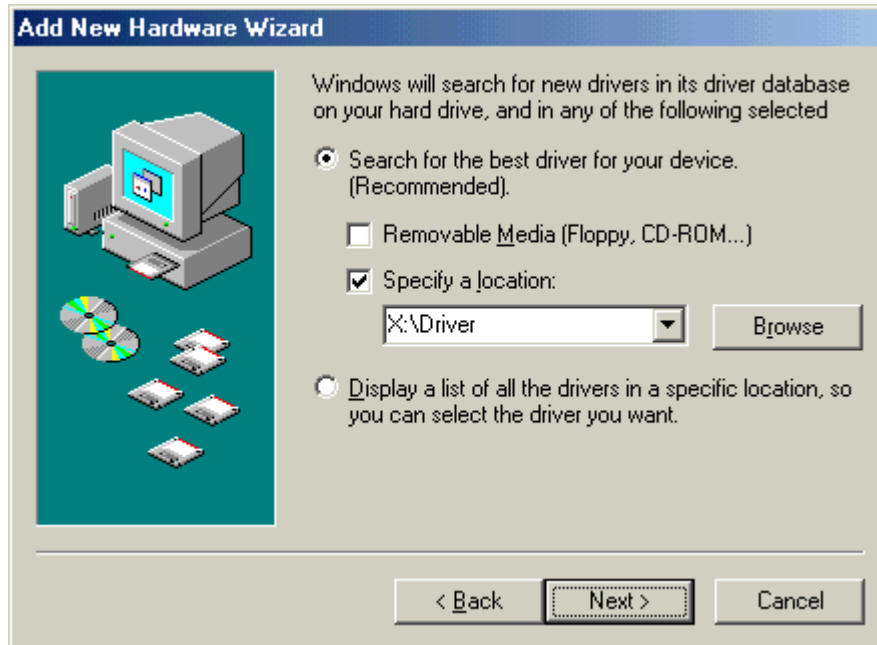 Add New Hardware Wizard
Windows will search for new drivers in its driver database
on your hard drive, and in any of the following selected
Search for the best driver for your device.
(Recommended).
Removable Media (Floppy, CD-ROM...)
Specify a location:
X:\Driver
Browse
Display a list of all the drivers in a specific location, so
you can select the driver you want.
< Back
Next >
Cancel